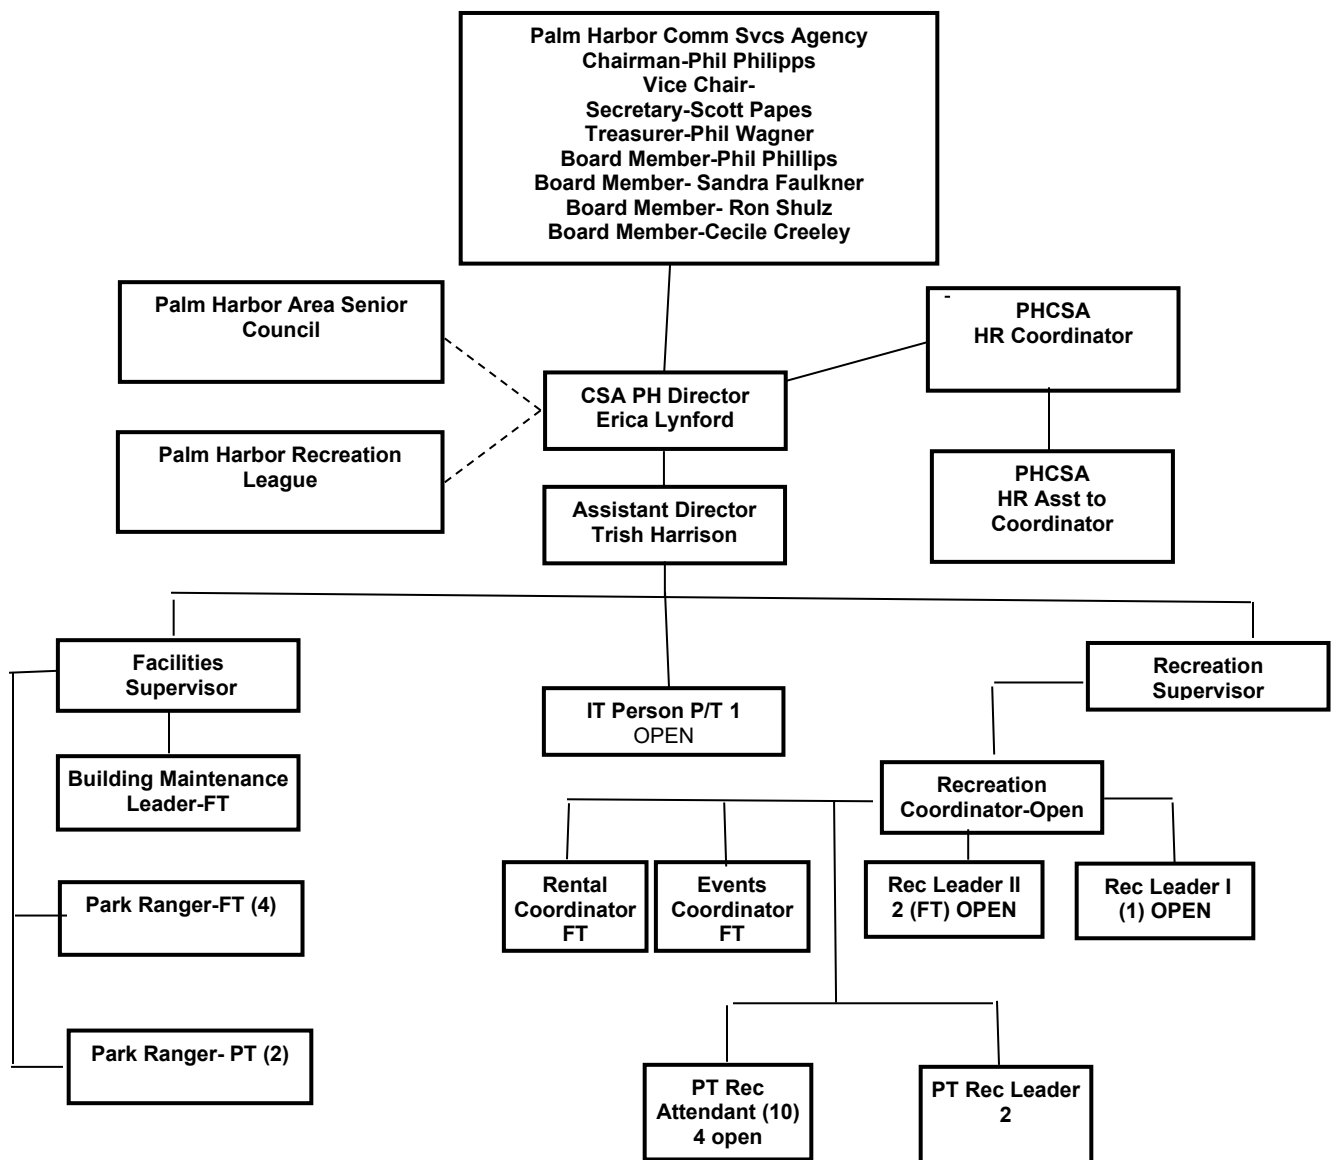 Palm Harbor Comm Svcs Agency
Chairman-Phil Philipps
Vice Chair-
Secretary-Scott Papes
Treasurer-Phil Wagner
Board Member-Phil Phillips
Board Member- Sandra Faulkner
Board Member- Ron Shulz
Board Member-Cecile Creeley
Palm Harbor Area Senior
Council
-
PHCSA
HR Coordinator
CSA PH Director
Erica Lynford
Palm Harbor Recreation
League
PHCSA
HR Asst to
Coordinator
Assistant Director
Trish Harrison
Facilities
Supervisor
Recreation
Supervisor
IT Person P/T 1
OPEN
Building Maintenance
Leader-FT
Recreation
Coordinator-Open
Rental
Coordinator
FT
Events
Coordinator
FT
Rec Leader II
2 (FT) OPEN
Rec Leader I
(1) OPEN
Park Ranger-FT (4)
Park Ranger- PT (2)
PT Rec
Attendant (10)
4 open
PT Rec Leader
2